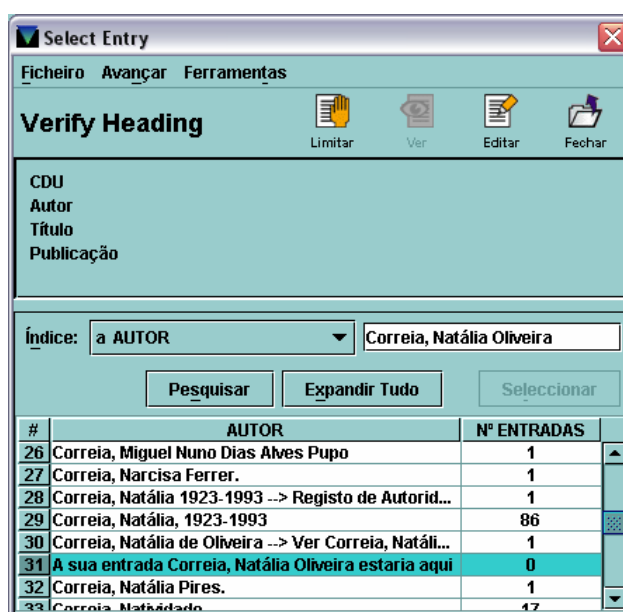 Select Entry
Ficheiro Avançar Ferramentas
Verify Heading
Limitar Ver Editar Fechar
CDU
Autor
Título
Publicação
Índice: a AUTOR Correia, Natália Oliveira
Pesquisar Expandir Tudo Seleccionar
# AUTOR Nº ENTRADAS
26 Correia, Miguel Nuno Dias Alves Pupo 1
27 Correia, Narcisa Ferrer. 1
28 Correia, Natália 1923-1993 --> Registo de Autorid... 1
29 Correia, Natália, 1923-1993 86
30 Correia, Natália de Oliveira --> Ver Correia, Natáli... 1
31 A sua entrada Correia, Natália Oliveira estaria aqui 0
32 Correia, Natália Pires. 1
33 Correia, Natividade 17